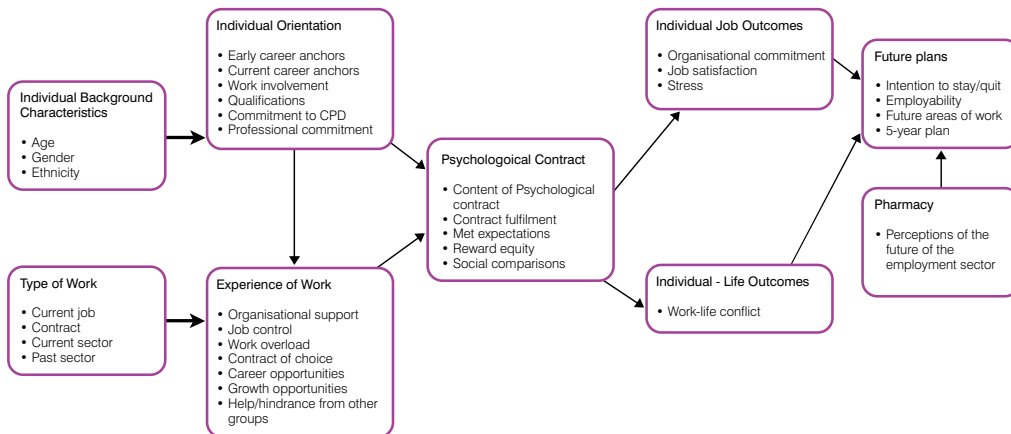 Individual Background
Characteristics
• Age
• Gender
• Ethnicity
Type of Work
• Current job
• Contract
• Current sector
• Past sector
Individual Orientation
• Early career anchors
• Current career anchors
• Work involvement
• Qualifications
• Commitment to CPD
• Professional commitment
Experience of Work
• Organisational support
• Job control
• Work overload
• Contract of choice
• Career opportunities
• Growth opportunities
• Help/hindrance from other
groups
Psychologoical Contract
• Content of Psychological
contract
• Contract fulfilment
• Met expectations
• Reward equity
• Social comparisons
Individual Job Outcomes
• Organisational commitment
• Job satisfaction
• Stress
Individual - Life Outcomes
• Work-life conflict
Future plans
• Intention to stay/quit
• Employability
• Future areas of work
• 5-year plan
Pharmacy
• Perceptions of the
future of the
employment sector